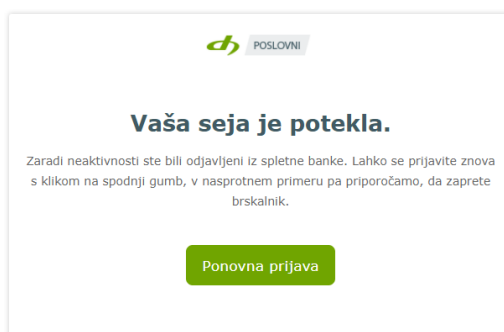 dh POSLOVNI
Vaša seja je potekla.
Zaradi neaktivnosti ste bili odjavljeni iz spletne banke. Lahko se prijavite znova
s klikom na spodnji gumb, v nasprotnem primeru pa priporočamo, da zaprete
brskalnik.
Ponovna prijava